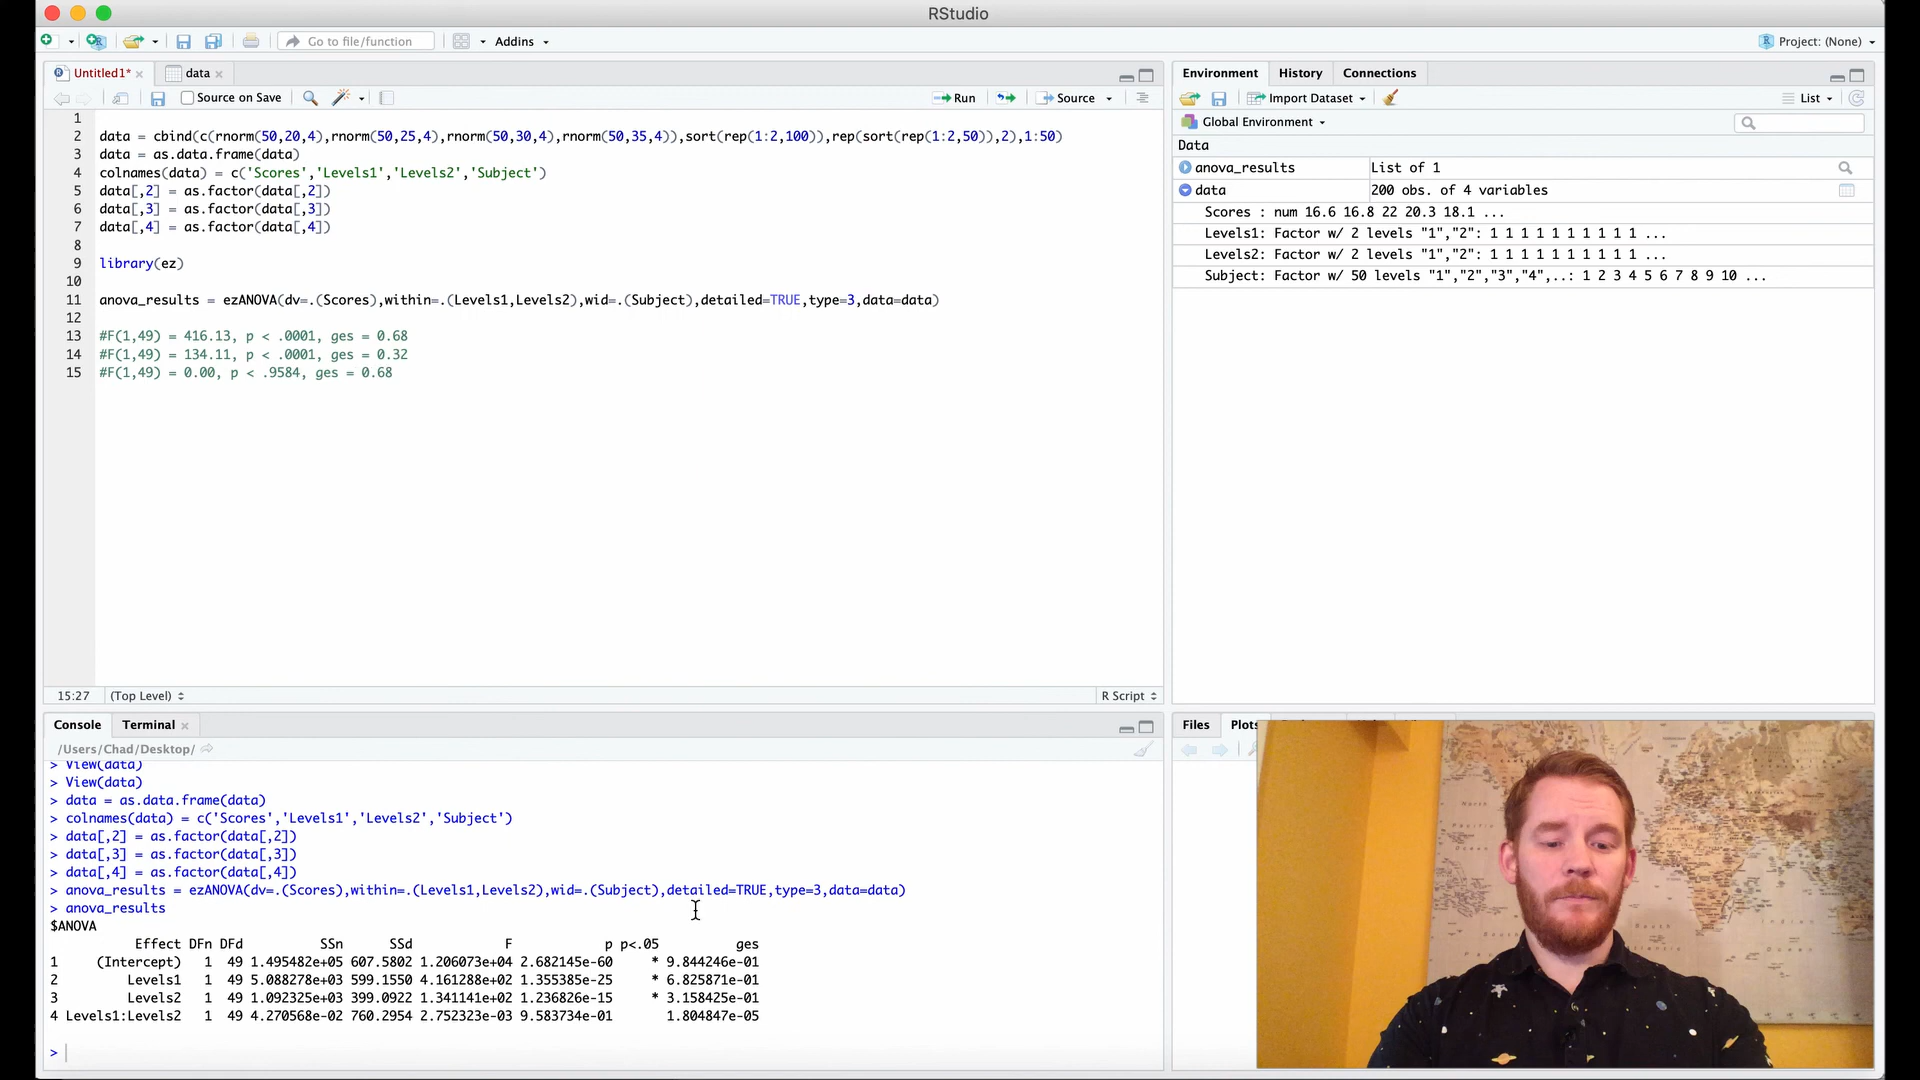 RStudio
Go to file/function
Addins
Project: (None)
Untitled1*
data
Source on Save
Run
Source
1
2 data = cbind(c(rnorm(50,20,4),rnorm(50,25,4),rnorm(50,30,4),rnorm(50,35,4)),sort(rep(1:2,100)),rep(sort(rep(1:2,50)),2),1:50)
3 data = as.data.frame(data)
4 colnames(data) = c('Scores','Levels1','Levels2','Subject')
5 data[,2] = as.factor(data[,2])
6 data[,3] = as.factor(data[,3])
7 data[,4] = as.factor(data[,4])
8
9 library(ez)
10
11 anova_results = ezANOVA(dv=.(Scores),within=.(Levels1,Levels2),wid=.(Subject),detailed=TRUE,type=3,data=data)
12
13 #F(1,49) = 416.13, p < .0001, ges = 0.68
14 #F(1,49) = 134.11, p < .0001, ges = 0.32
15 #F(1,49) = 0.00, p < .9584, ges = 0.68
15:27 (Top Level) R Script
Console Terminal
/Users/Chad/Desktop/
> View(data)
> View(data)
> data = as.data.frame(data)
> colnames(data) = c('Scores','Levels1','Levels2','Subject')
> data[,2] = as.factor(data[,2])
> data[,3] = as.factor(data[,3])
> data[,4] = as.factor(data[,4])
> anova_results = ezANOVA(dv=.(Scores),within=.(Levels1,Levels2),wid=.(Subject),detailed=TRUE,type=3,data=data)
> anova_results
$ANOVA
Effect DFn DFd SSn SSd F p p<.05 ges
1 (Intercept) 1 49 1.495482e+05 607.5802 1.206073e+04 2.682145e-60 * 9.844246e-01
2 Levels1 1 49 5.088278e+03 599.1550 4.161288e+02 1.355385e-25 * 6.825871e-01
3 Levels2 1 49 1.092325e+03 399.0922 1.341141e+02 1.236826e-15 * 3.158425e-01
4 Levels1:Levels2 1 49 4.270568e-02 760.2954 2.752323e-03 9.583734e-01 1.804847e-05
>
Environment History Connections
Import Dataset
List
Global Environment
Data
anova_results List of 1
data 200 obs. of 4 variables
Scores : num 16.6 16.8 22 20.3 18.1 ...
Levels1: Factor w/ 2 levels "1","2": 1 1 1 1 1 1 1 1 1 1 ...
Levels2: Factor w/ 2 levels "1","2": 1 1 1 1 1 1 1 1 1 1 ...
Subject: Factor w/ 50 levels "1","2","3","4",..: 1 2 3 4 5 6 7 8 9 10 ...
Files Plots